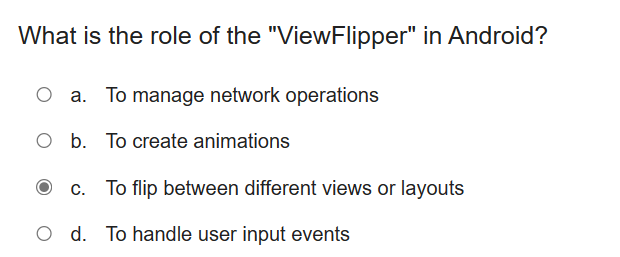 What is the role of the "ViewFlipper" in Android?
a. To manage network operations
b. To create animations
c. To flip between different views or layouts
d. To handle user input events